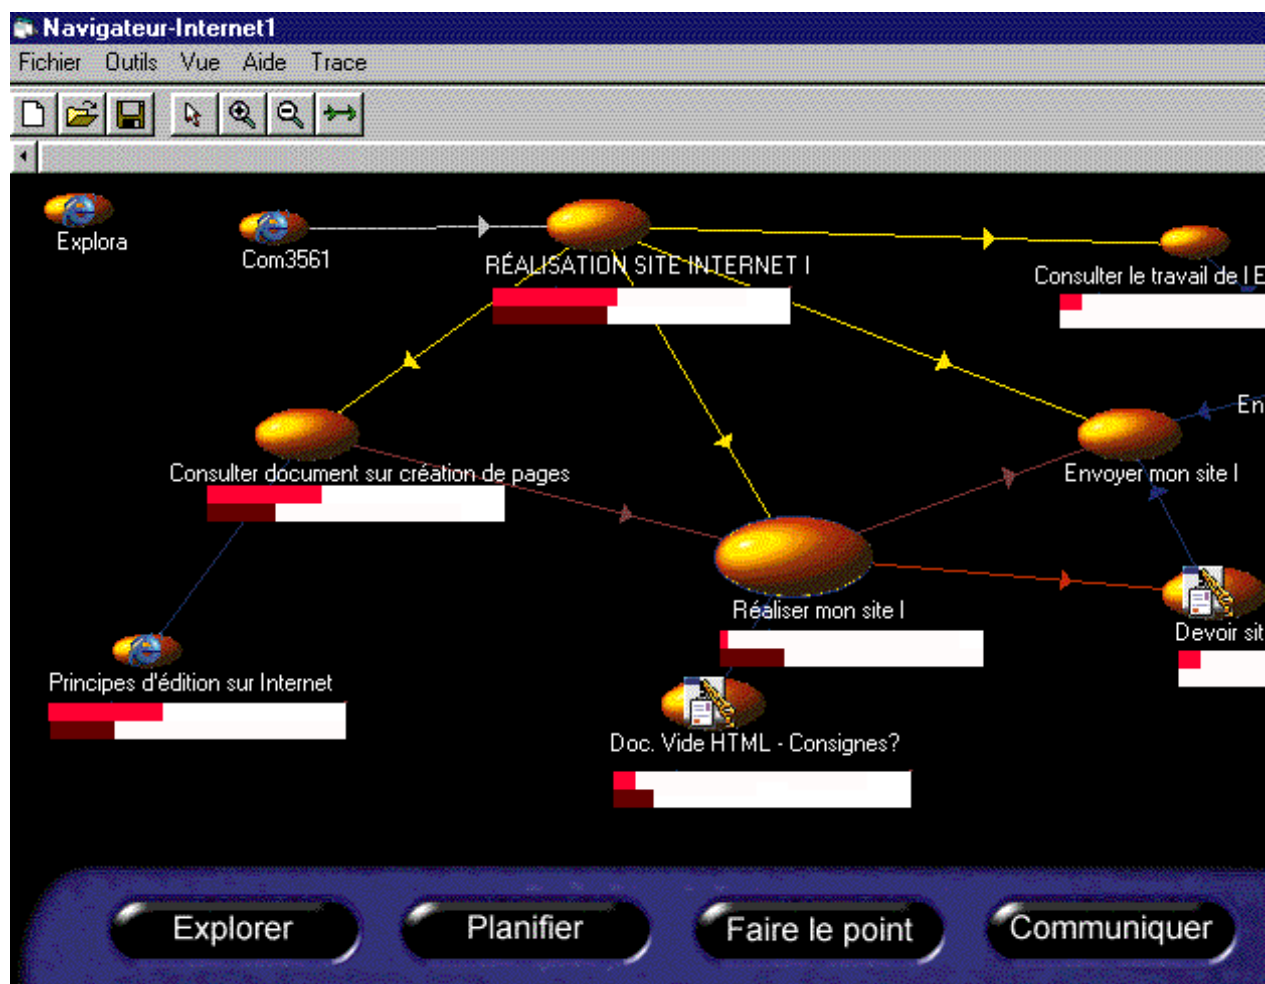 Navigateur-Internet1
Fichier Outils Vue Aide Trace
Explora
Com3561
RÉALISATION SITE INTERNET I
Consulter le travail de l E
En
Consulter document sur création de pages
Envoyer mon site I
Réaliser mon site I
Devoir sit
Principes d'édition sur Internet
Doc. Vide HTML - Consignes?
Explorer Planifier Faire le point Communiquer